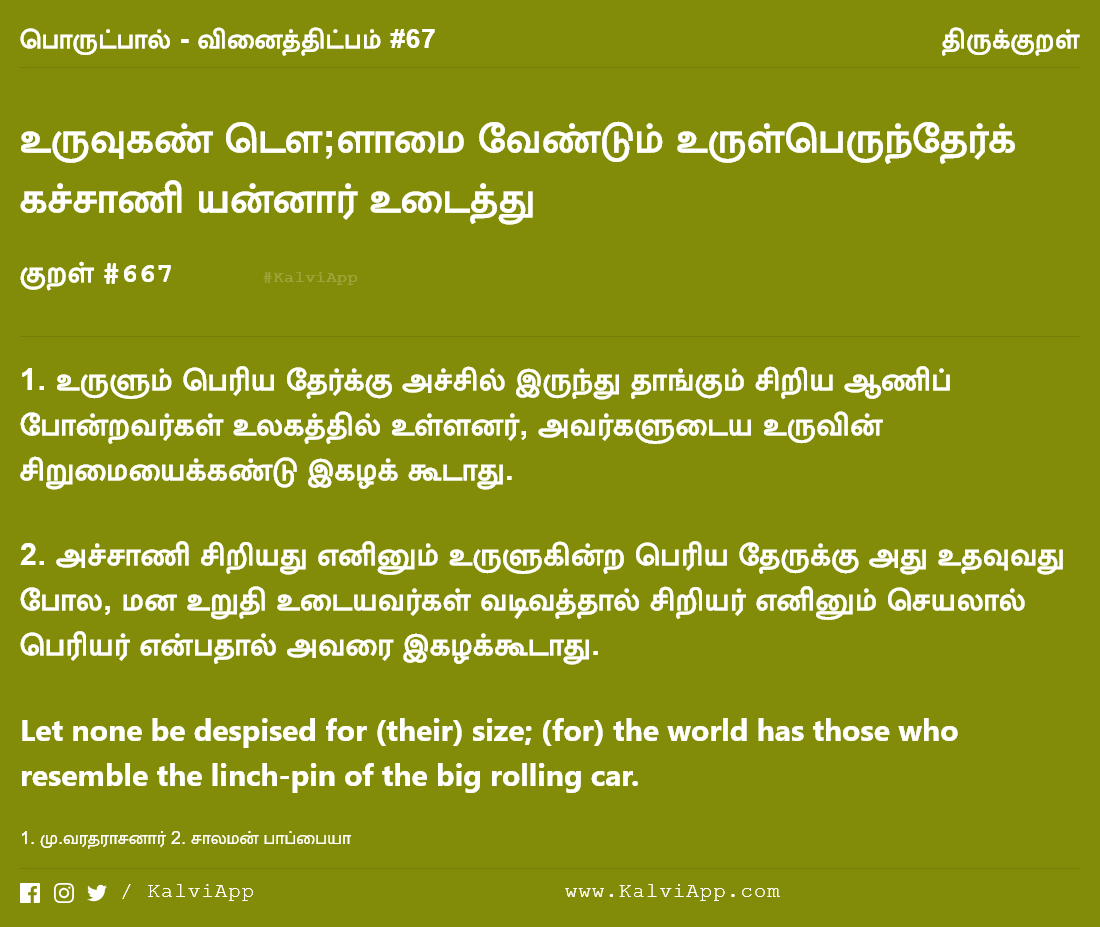 பொருட்பால் - வினைத்திட்பம் #67 திருக்குறள்
உருவுகண் டௌ;ளாமை வேண்டும் உருள்பெருந்தேர்க்
கச்சாணி யன்னார் உடைத்து
குறள் #667 #KalviApp
1. உருளும் பெரிய தேர்க்கு அச்சில் இருந்து தாங்கும் சிறிய ஆணிப்
போன்றவர்கள் உலகத்தில் உள்ளனர், அவர்களுடைய உருவின்
சிறுமையைக்கண்டு இகழக் கூடாது.
2. அச்சாணி சிறியது எனினும் உருளுகின்ற பெரிய தேருக்கு அது உதவுவது
போல, மன உறுதி உடையவர்கள் வடிவத்தால் சிறியர் எனினும் செயலால்
பெரியர் என்பதால் அவரை இகழக்கூடாது.
Let none be despised for (their) size; (for) the world has those who
resemble the linch-pin of the big rolling car.
1. மு.வரதராசனார் 2. சாலமன் பாப்பையா
/ KalviApp www.KalviApp.com